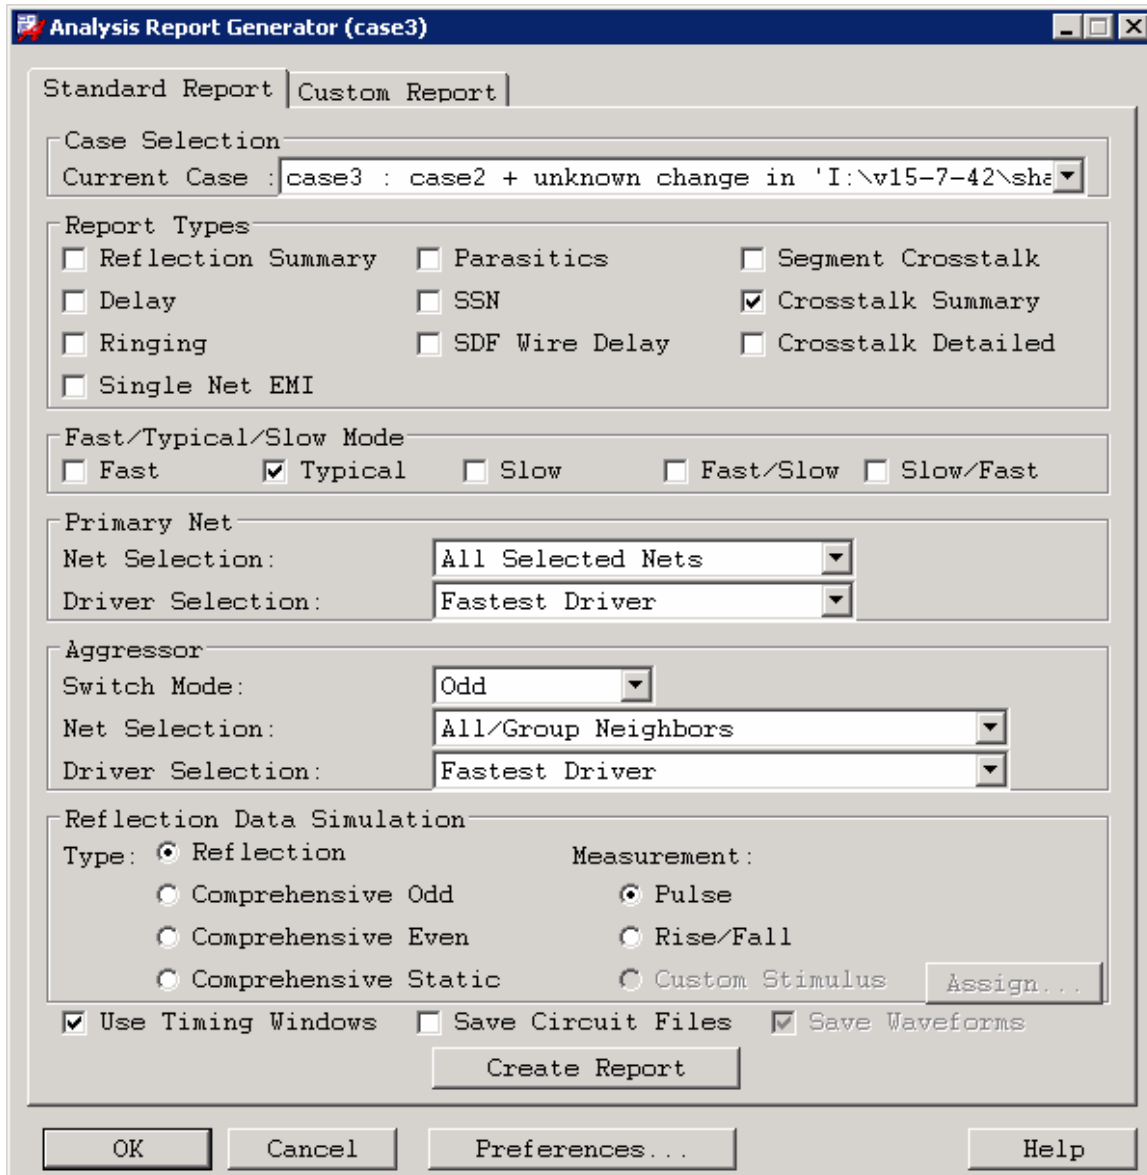 Analysis Report Generator (case3)
Standard Report Custom Report
Case Selection
Current Case : case3 : case2 + unknown change in 'I:\v15-7-42\sha
Report Types
Reflection Summary Parasitics Segment Crosstalk
Delay SSN Crosstalk Summary
Ringing SDF Wire Delay Crosstalk Detailed
Single Net EMI
Fast/Typical/Slow Mode
Fast Typical Slow Fast/Slow Slow/Fast
Primary Net
Net Selection: All Selected Nets
Driver Selection: Fastest Driver
Aggressor
Switch Mode: Odd
Net Selection: All/Group Neighbors
Driver Selection: Fastest Driver
Reflection Data Simulation
Type: Reflection Measurement:
Comprehensive Odd Pulse
Comprehensive Even Rise/Fall
Comprehensive Static Custom Stimulus Assign...
Use Timing Windows Save Circuit Files Save Waveforms
Create Report
OK Cancel Preferences... Help